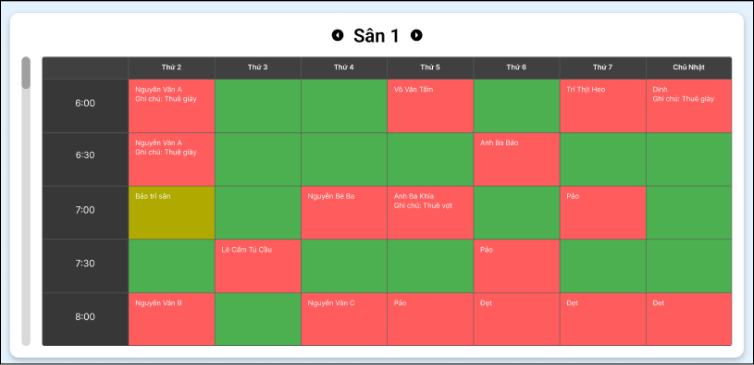 Sân 1
Thứ 2 Thứ 3 Thứ 4 Thứ 5 Thứ 6 Thứ 7 Chủ Nhật
6:00
Nguyễn Văn A
Ghi chú: Thuê giày
Võ Văn Tấm
Trí Thịt Heo
Dinh
Ghi chú: Thuê giày
6:30
Nguyễn Văn A
Ghi chú: Thuê giày
Anh Ba Báo
7:00
Bảo trì sân
Nguyễn Bé Ba
Anh Ba Khía
Ghi chú: Thuê vợt
Pảo
7:30
Lê Cẩm Tú Cầu
Pảo
8:00
Nguyễn Văn B
Nguyễn Văn C
Pảo
Đẹt
Đẹt
Đẹt